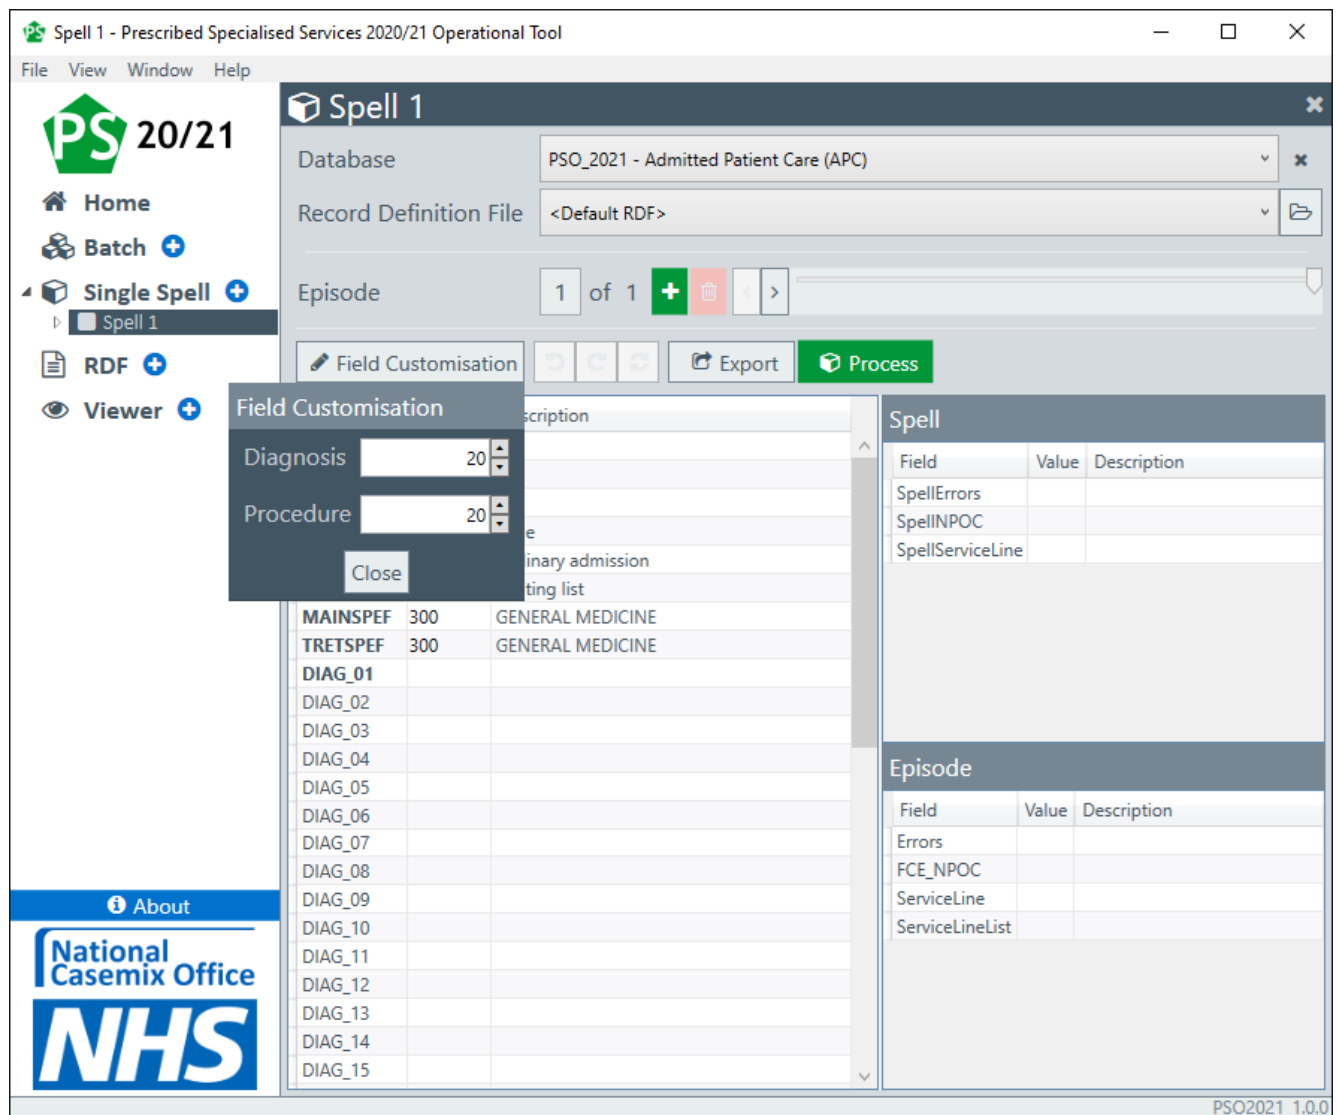 Spell 1 - Prescribed Specialised Services 2020/21 Operational Tool
File View Window Help
PS 20/21
Home
Batch
Single Spell
Spell 1
RDF
Viewer
Spell 1
Database PSO_2021 - Admitted Patient Care (APC)
Record Definition File <Default RDF>
Episode 1 of 1
Field Customisation Export Process
Field Customisation
Diagnosis 20
Procedure 20
Close
scription
e
inary admission
ting list
MAINSPEF 300 GENERAL MEDICINE
TRETSPEF 300 GENERAL MEDICINE
DIAG_01
DIAG_02
DIAG_03
DIAG_04
DIAG_05
DIAG_06
DIAG_07
DIAG_08
DIAG_09
DIAG_10
DIAG_11
DIAG_12
DIAG_13
DIAG_14
DIAG_15
Spell
Field Value Description
SpellErrors
SpellNPOC
SpellServiceLine
Episode
Field Value Description
Errors
FCE_NPOC
ServiceLine
ServiceLineList
About
National
Casemix Office
NHS
PSO2021 1.0.0